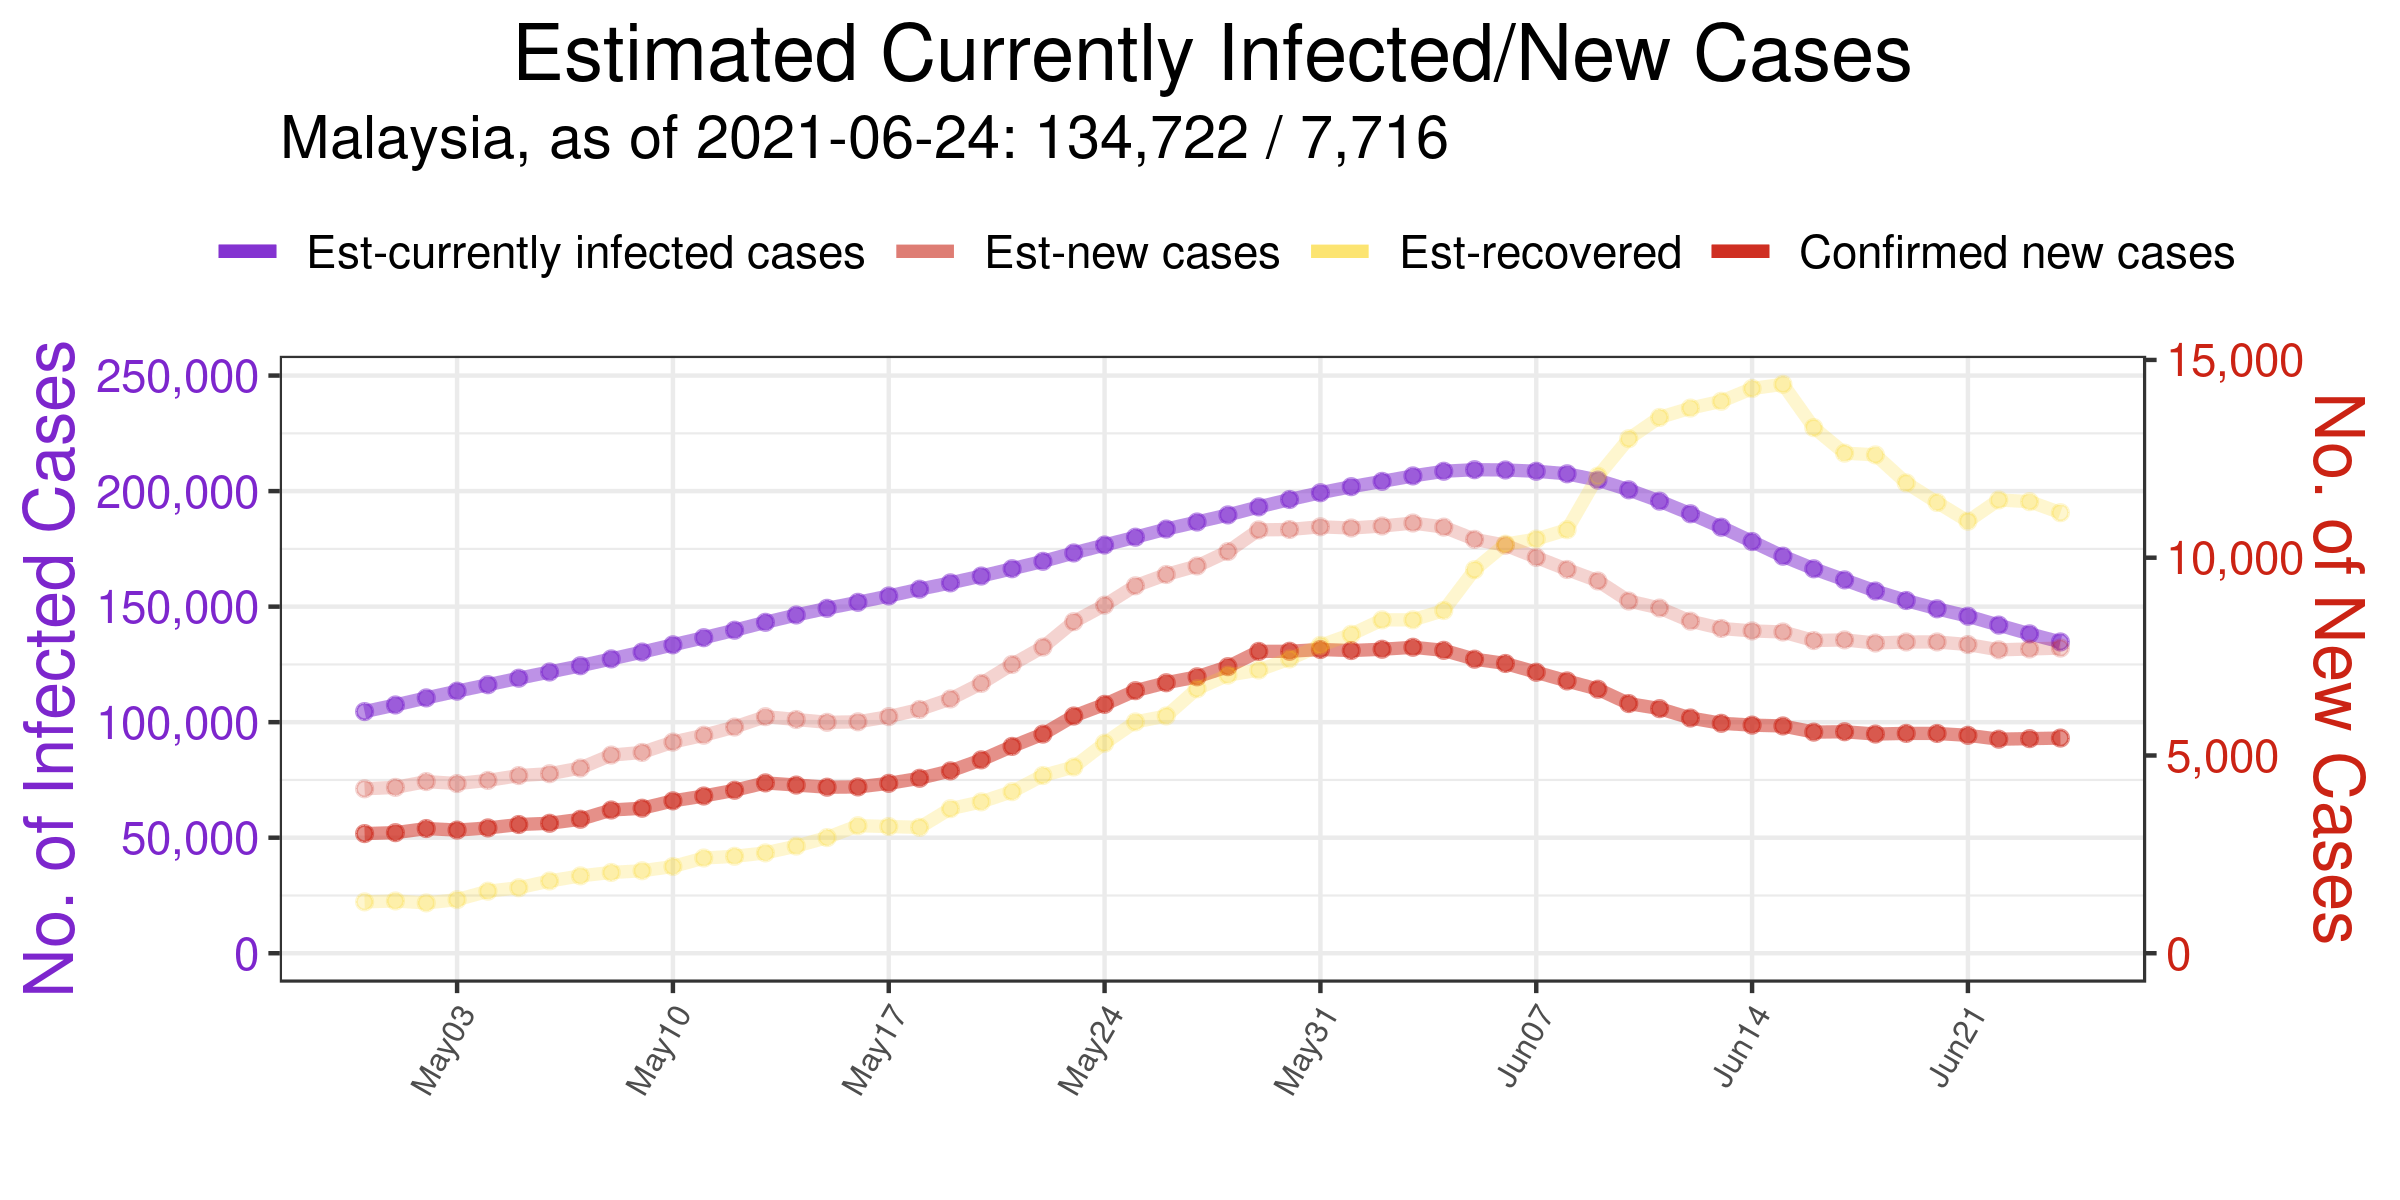 Estimated Currently Infected/New Cases
Malaysia, as of 2021-06-24: 134,722 / 7,716
Est-currently infected cases Est-new cases Est-recovered Confirmed new cases
No. of Infected Cases
250,000
200,000
150,000
100,000
50,000
0
15,000
10,000
5,000
0
No. of New Cases
May03 May10 May17 May24 May31 Jun07 Jun14 Jun21